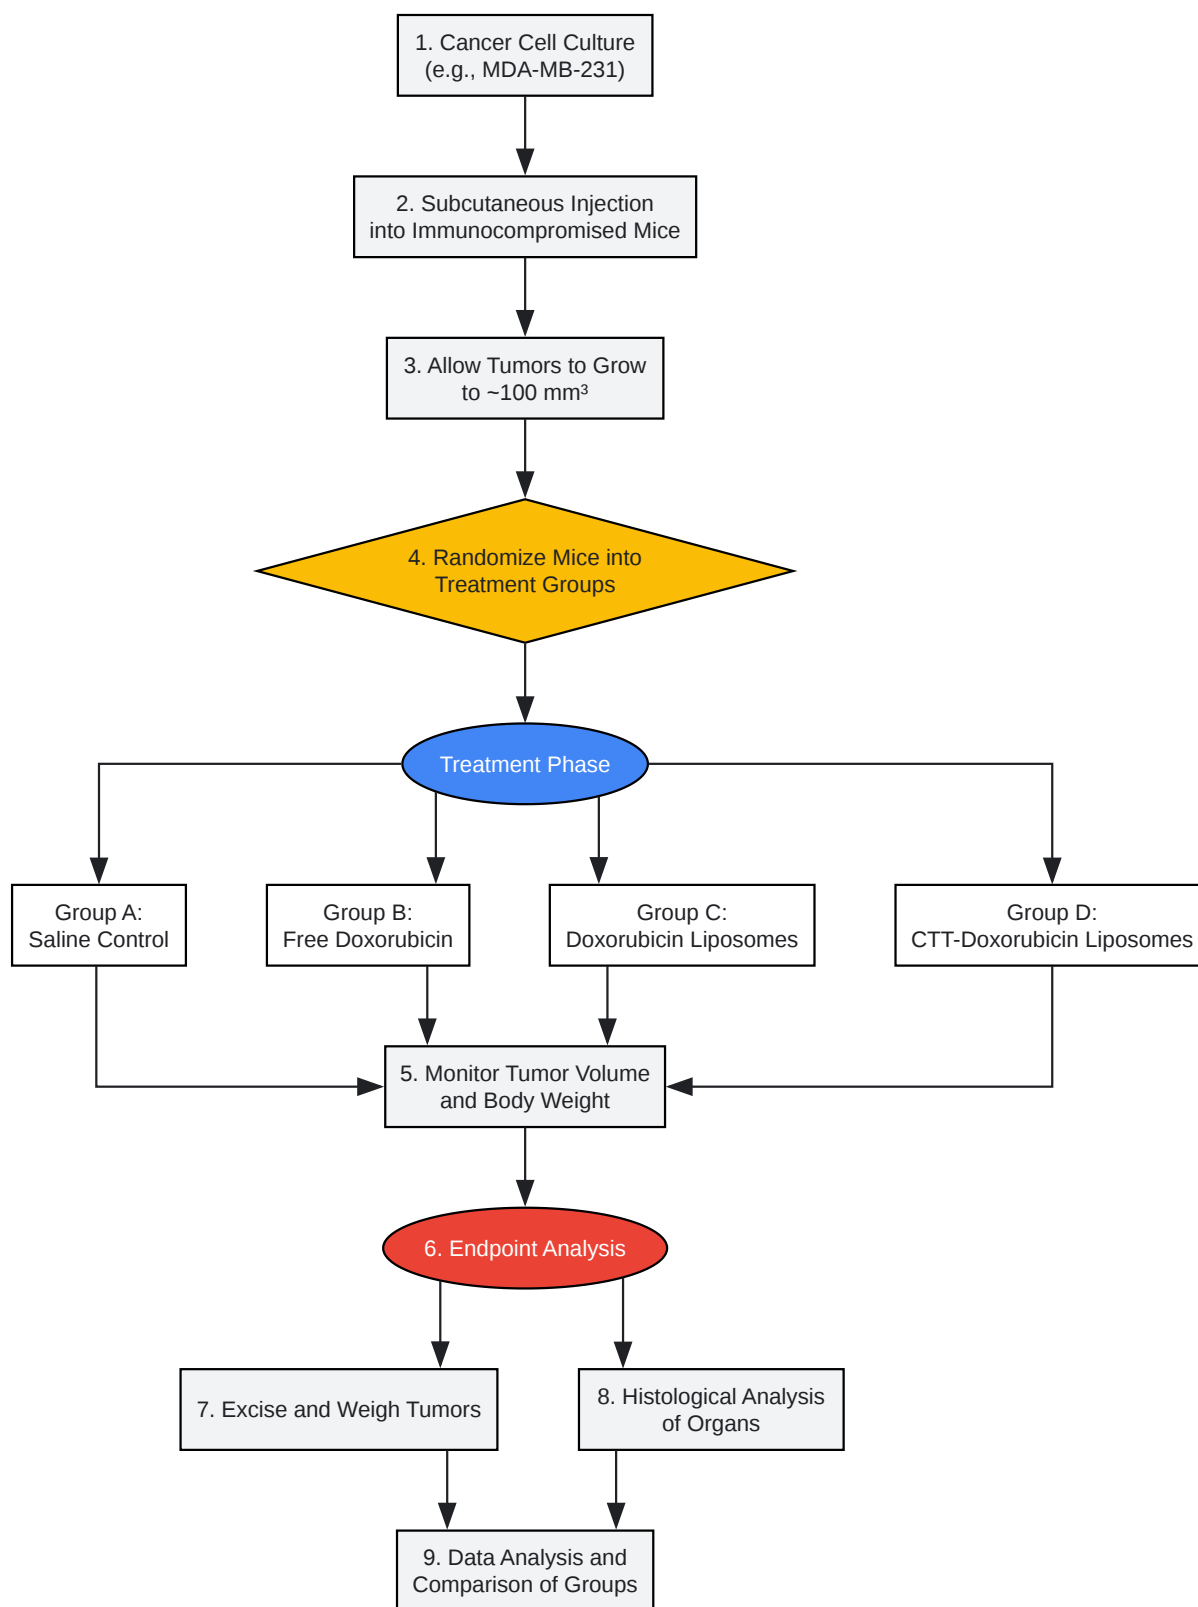 1. Cancer Cell Culture
(e.g., MDA-MB-231)
2. Subcutaneous Injection
into Immunocompromised Mice
3. Allow Tumors to Grow
to ~100 mm³
4. Randomize Mice into
Treatment Groups
Treatment Phase
Group A:
Saline Control
Group B:
Free Doxorubicin
Group C:
Doxorubicin Liposomes
Group D:
CTT-Doxorubicin Liposomes
5. Monitor Tumor Volume
and Body Weight
6. Endpoint Analysis
7. Excise and Weigh Tumors
8. Histological Analysis
of Organs
9. Data Analysis and
Comparison of Groups